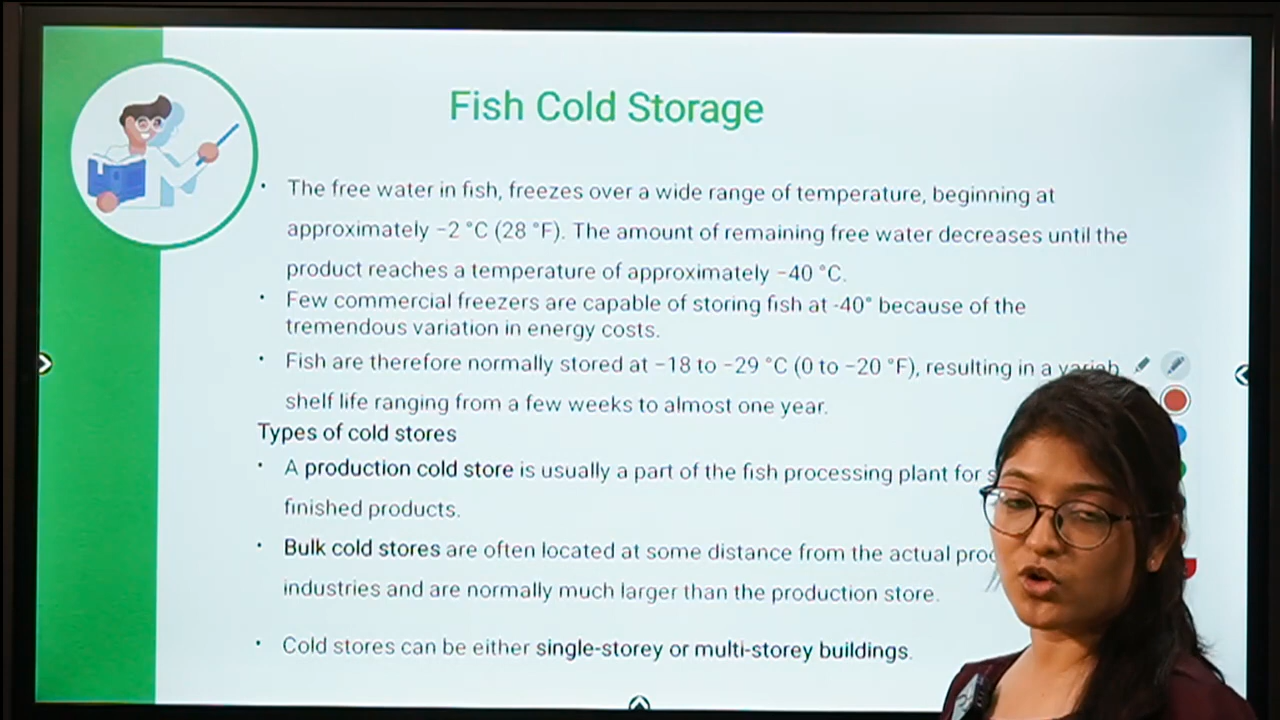 Fish Cold Storage
• The free water in fish, freezes over a wide range of temperature, beginning at
approximately −2 °C (28 °F). The amount of remaining free water decreases until the
product reaches a temperature of approximately −40 °C.
• Few commercial freezers are capable of storing fish at -40° because of the
tremendous variation in energy costs.
• Fish are therefore normally stored at −18 to −29 °C (0 to −20 °F), resulting in a
shelf life ranging from a few weeks to almost one year.
Types of cold stores
• A production cold store is usually a part of the fish processing plant for
finished products.
• Bulk cold stores are often located at some distance from the actual
industries and are normally much larger than the production store.
• Cold stores can be either single-storey or multi-storey buildings.